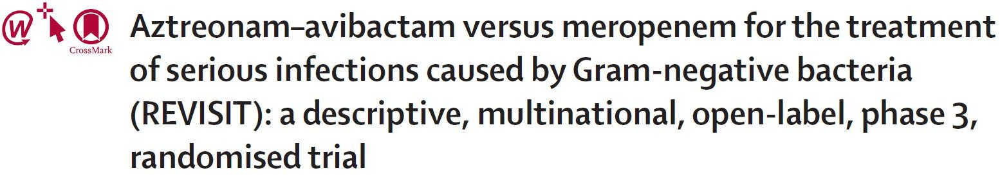 W
CrossMark
Aztreonam–avibactam versus meropenem for the treatment
of serious infections caused by Gram-negative bacteria
(REVISIT): a descriptive, multinational, open-label, phase 3,
randomised trial